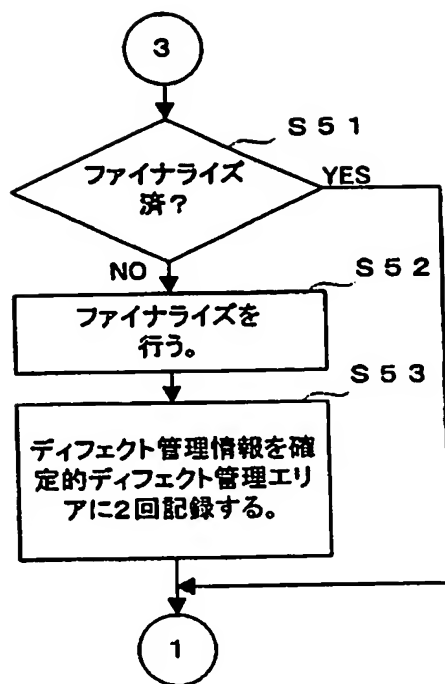 3
S51
ファイナライズ
済?
YES
NO
S52
ファイナライズを
行う。
S53
ディフェクト管理情報を確
定的ディフェクト管理エリ
アに2回記録する。
1